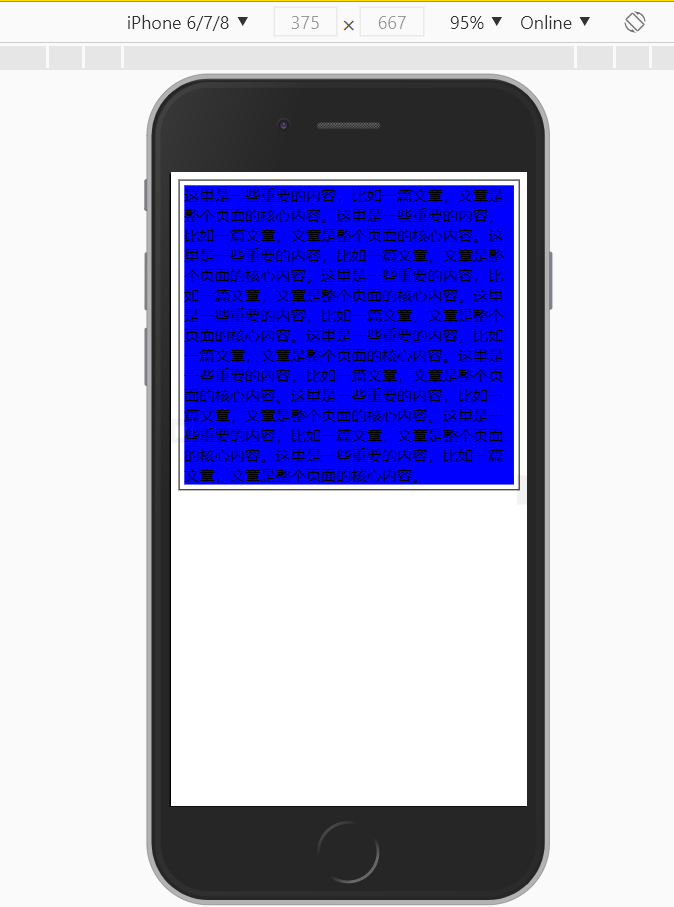 iPhone 6/7/8 ▼ 375 × 667 95% ▼ Online ▼
这里是一些重要的内容，比如一篇文章，文章是
整个页面的核心内容。这里是一些重要的内容，
比如一篇文章，文章是整个页面的核心内容。这
里是一些重要的内容，比如一篇文章，文章是整
个页面的核心内容。这里是一些重要的内容，比
如一篇文章，文章是整个页面的核心内容。这里
是一些重要的内容，比如一篇文章，文章是整个
页面的核心内容。这里是一些重要的内容，比如
一篇文章，文章是整个页面的核心内容。这里是
一些重要的内容，比如一篇文章，文章是整个页
面的核心内容。这里是一些重要的内容，比如一
篇文章，文章是整个页面的核心内容。这里是一
些重要的内容，比如一篇文章，文章是整个页面
的核心内容。这里是一些重要的内容，比如一篇
文章，文章是整个页面的核心内容。